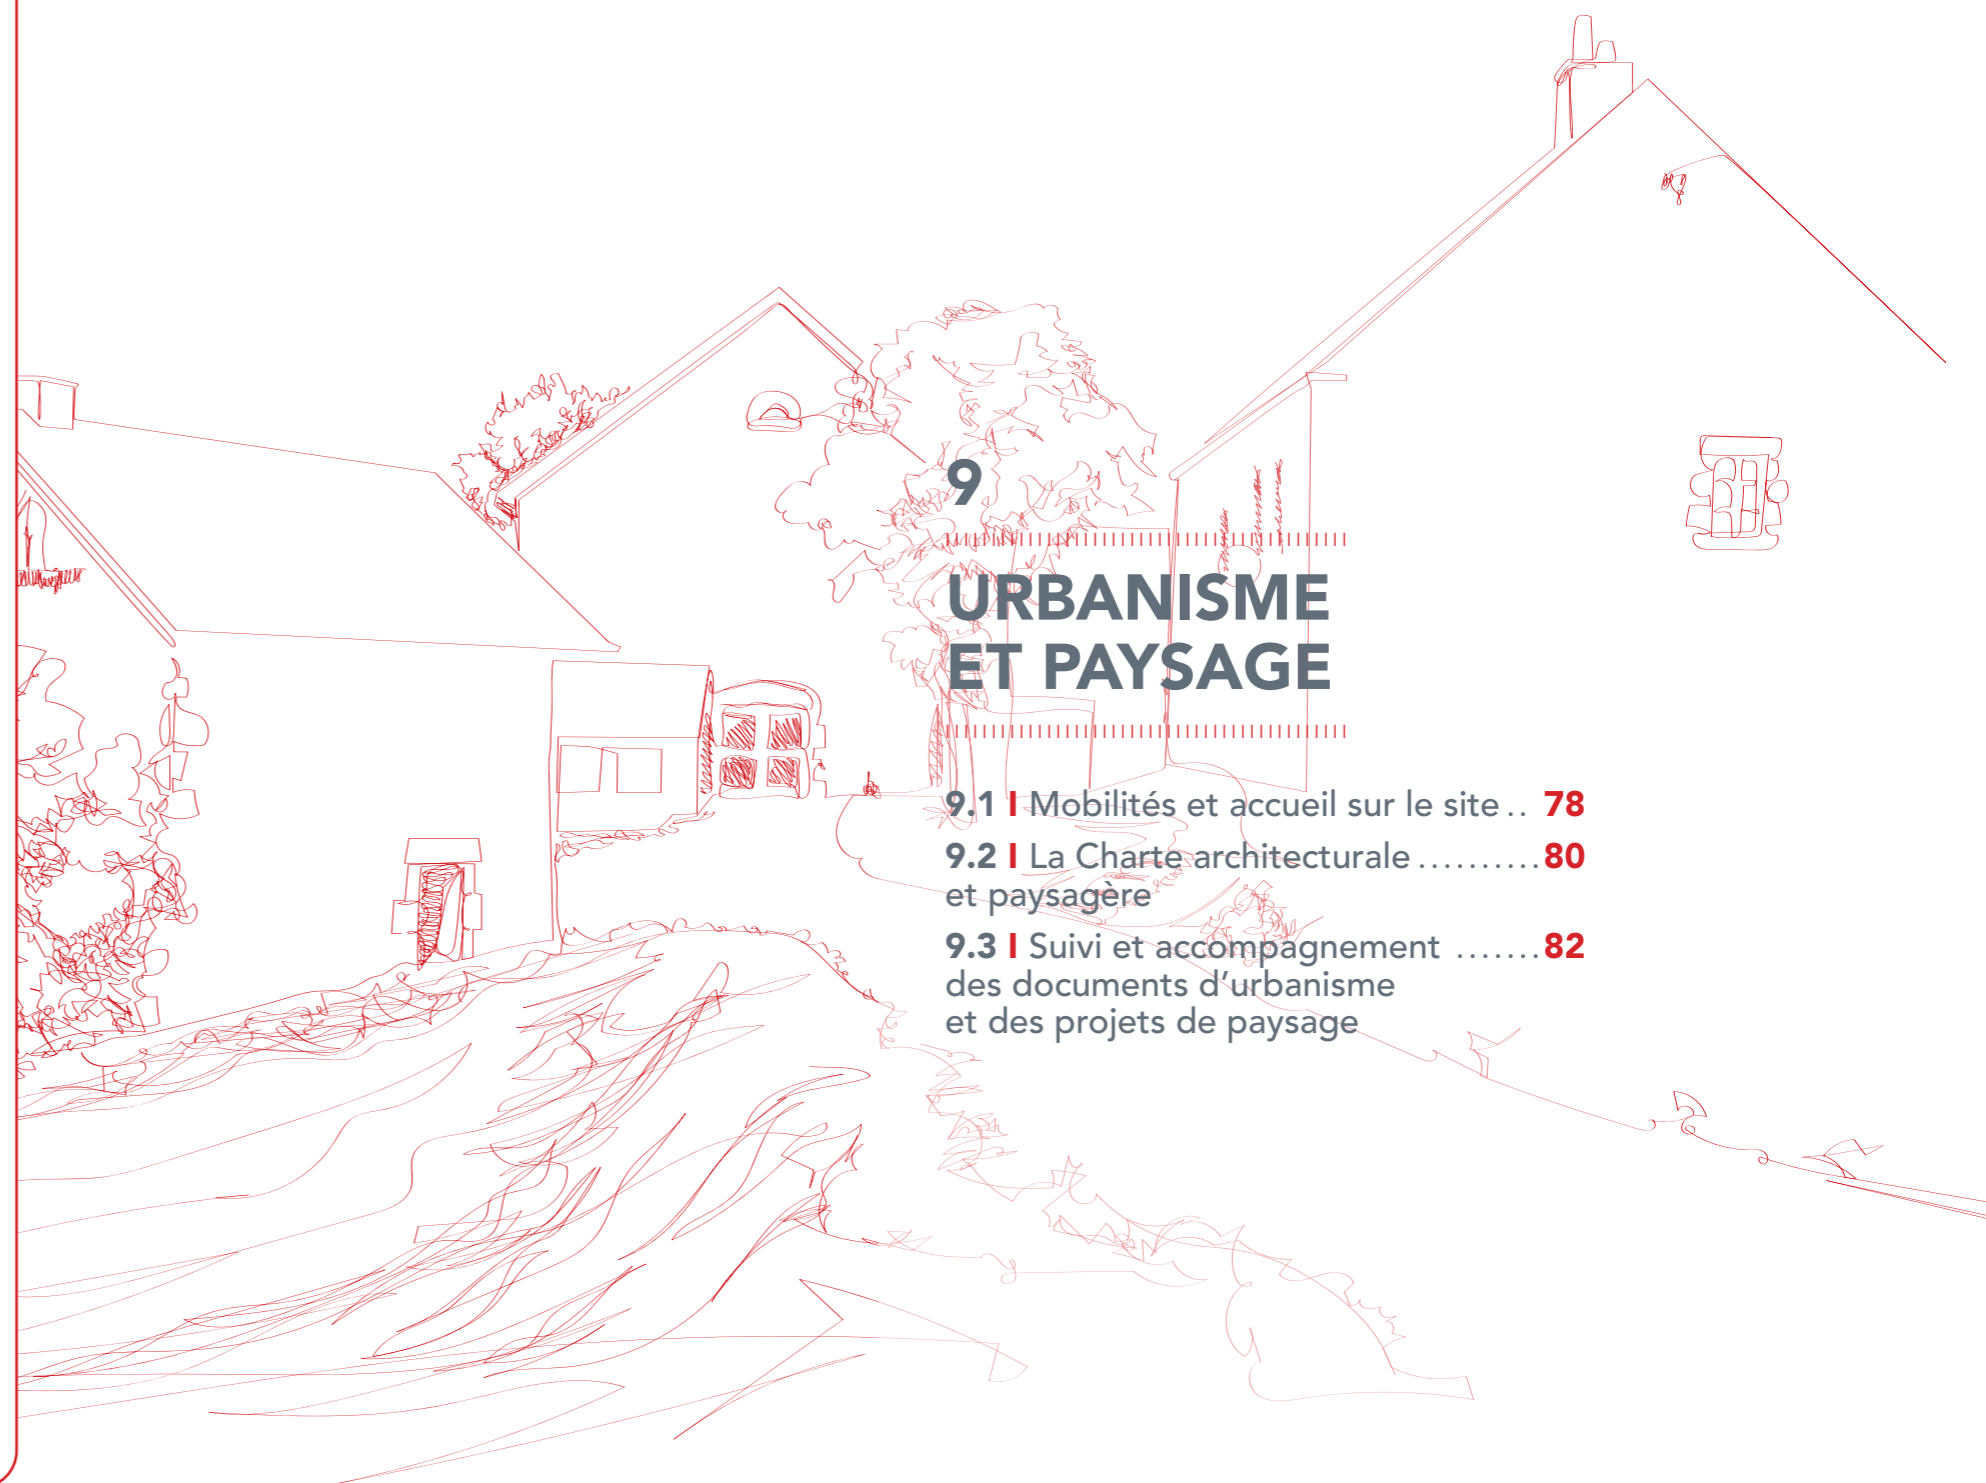 9
URBANISME
ET PAYSAGE
9.1 I Mobilités et accueil sur le site .. 78
9.2 I La Charte architecturale .......... 80
et paysagère
9.3 I Suivi et accompagnement ....... 82
des documents d’urbanisme
et des projets de paysage